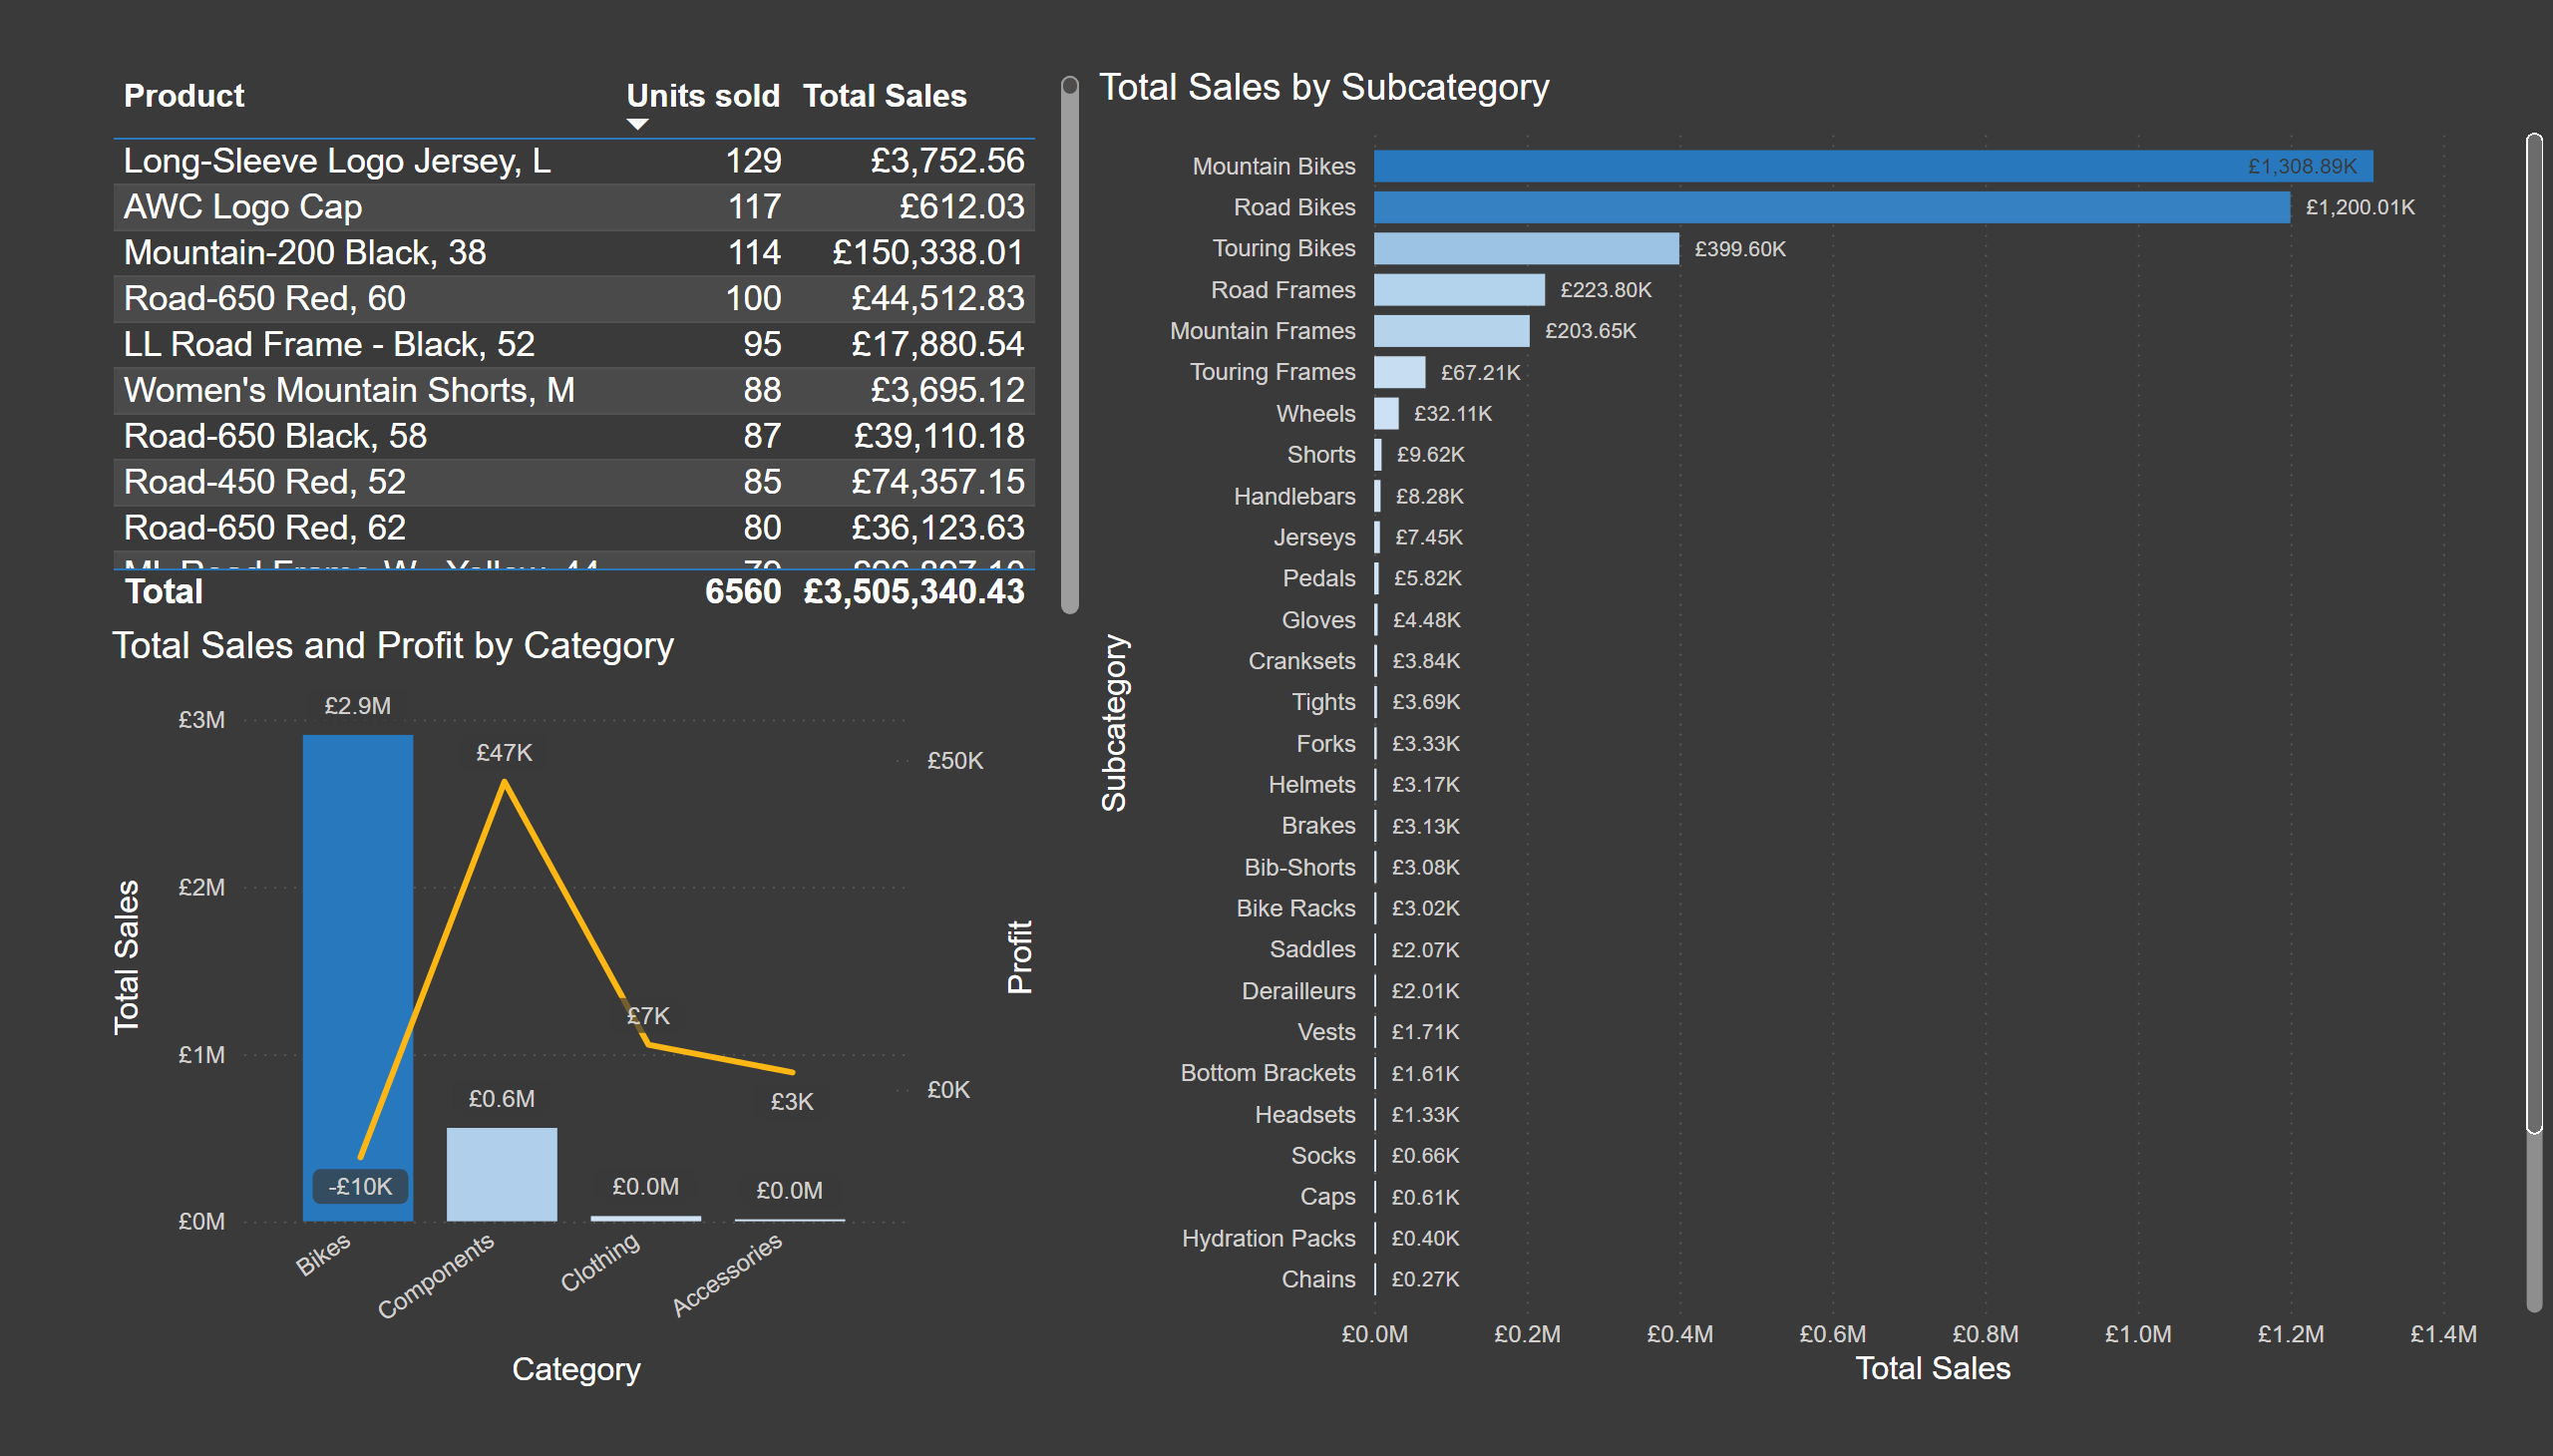 Product Units sold Total Sales
Long-Sleeve Logo Jersey, L 129 £3,752.56
AWC Logo Cap 117 £612.03
Mountain-200 Black, 38 114 £150,338.01
Road-650 Red, 60 100 £44,512.83
LL Road Frame - Black, 52 95 £17,880.54
Women's Mountain Shorts, M 88 £3,695.12
Road-650 Black, 58 87 £39,110.18
Road-450 Red, 52 85 £74,357.15
Road-650 Red, 62 80 £36,123.63
Total 6560 £3,505,340.43
Total Sales and Profit by Category
Total Sales
£3M
£2M
£1M
£0M
£2.9M
£0.6M
£0.0M
£0.0M
-£10K
£47K
£7K
£3K
£50K
£0K
Profit
Bikes
Components
Clothing
Accessories
Category
Total Sales by Subcategory
Subcategory
Mountain Bikes £1,308.89K
Road Bikes £1,200.01K
Touring Bikes £399.60K
Road Frames £223.80K
Mountain Frames £203.65K
Touring Frames £67.21K
Wheels £32.11K
Shorts £9.62K
Handlebars £8.28K
Jerseys £7.45K
Pedals £5.82K
Gloves £4.48K
Cranksets £3.84K
Tights £3.69K
Forks £3.33K
Helmets £3.17K
Brakes £3.13K
Bib-Shorts £3.08K
Bike Racks £3.02K
Saddles £2.07K
Derailleurs £2.01K
Vests £1.71K
Bottom Brackets £1.61K
Headsets £1.33K
Socks £0.66K
Caps £0.61K
Hydration Packs £0.40K
Chains £0.27K
£0.0M £0.2M £0.4M £0.6M £0.8M £1.0M £1.2M £1.4M
Total Sales